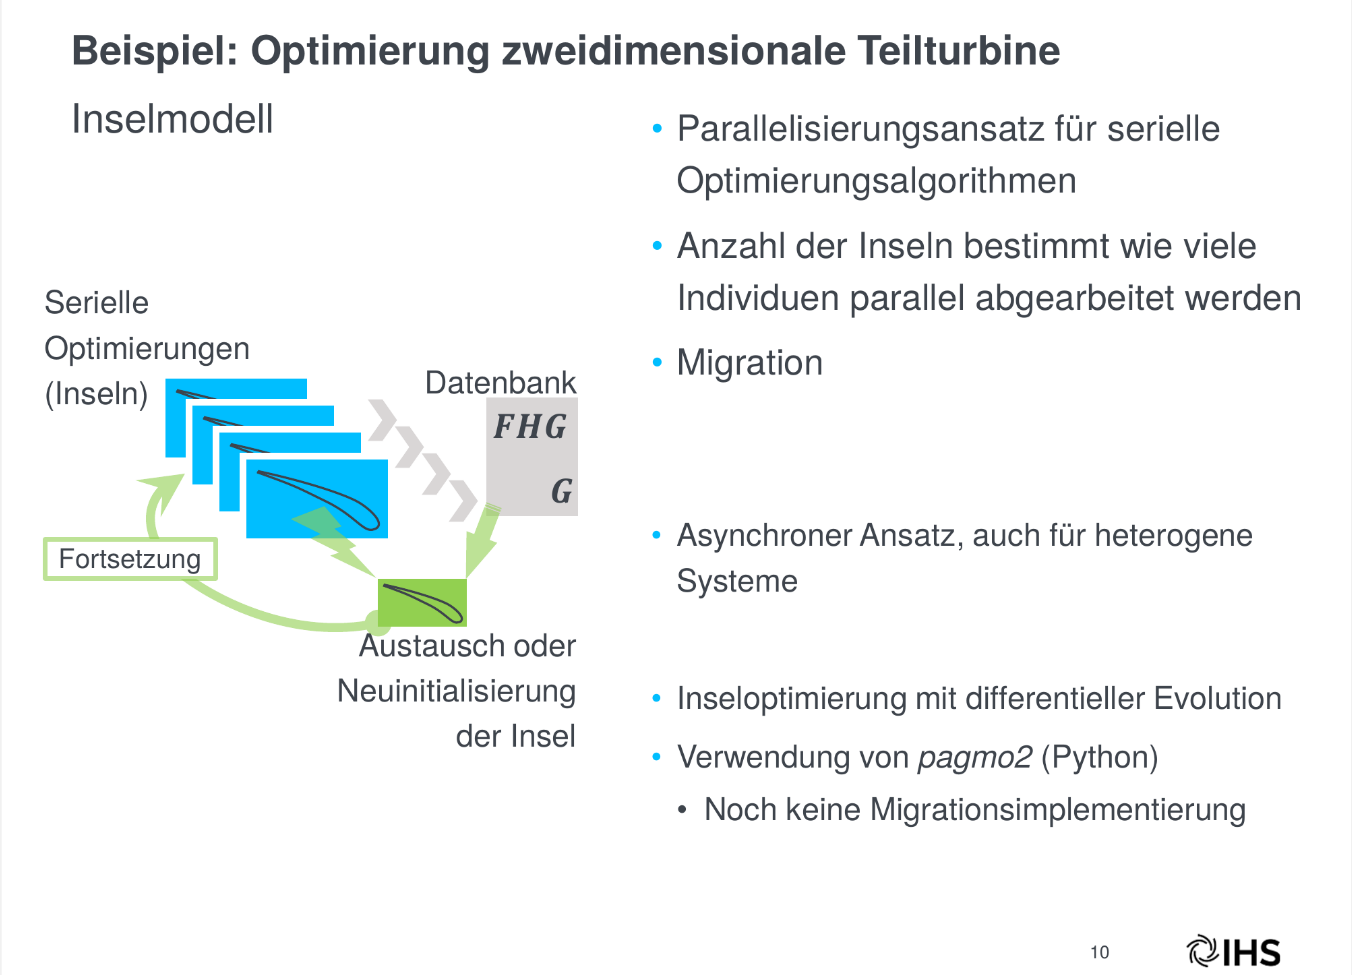 Beispiel: Optimierung zweidimensionale Teilturbine
Inselmodell
Serielle
Optimierungen
(Inseln)
Datenbank
FHG
G
Fortsetzung
Austausch oder
Neuinitialisierung
der Insel
• Parallelisierungsansatz für serielle
Optimierungsalgorithmen
• Anzahl der Inseln bestimmt wie viele
Individuen parallel abgearbeitet werden
• Migration
• Asynchroner Ansatz, auch für heterogene
Systeme
• Inseloptimierung mit differentieller Evolution
• Verwendung von pagmo2 (Python)
• Noch keine Migrationsimplementierung
10
IHS